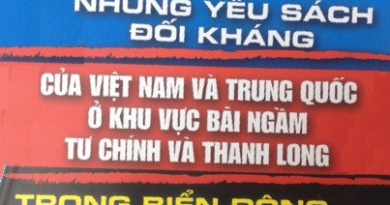 NHỮNG YÊU SÁCH
ĐỐI KHÁNG
CỦA VIỆT NAM VÀ TRUNG QUỐC
Ở KHU VỰC BÃI NGẦM
TƯ CHÍNH VÀ THANH LONG
TRONG BIỂN ĐÔNG